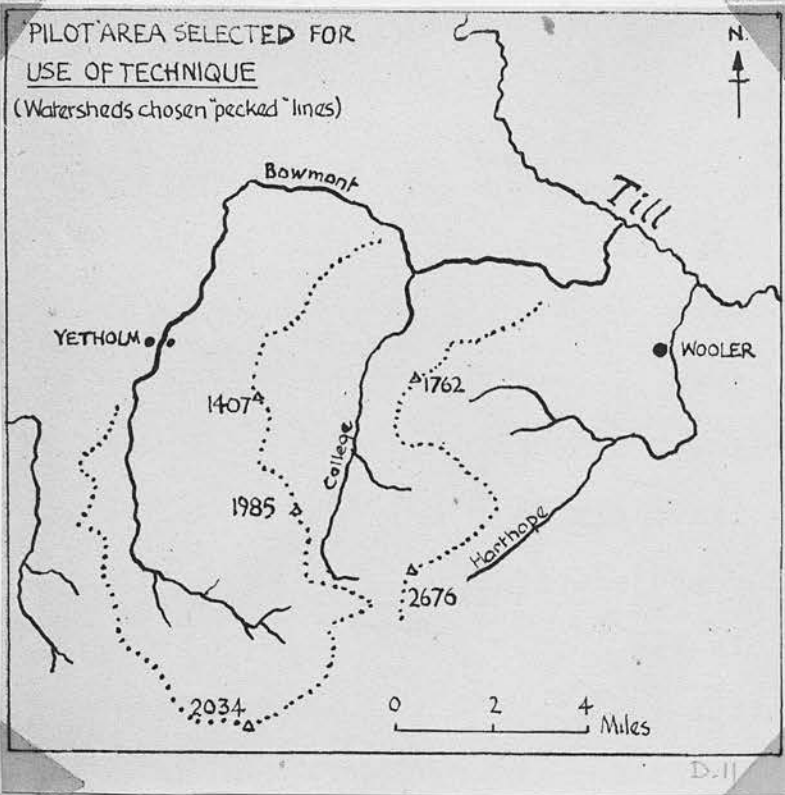 "PILOT" AREA SELECTED FOR
USE OF TECHNIQUE
(Watersheds chosen "pecked" lines)
N.
Bowmont
Till
YETHOLM
WOOLER
1407
1762
College
1985
Harthope
2676
2034
0 2 4
Miles
D.11